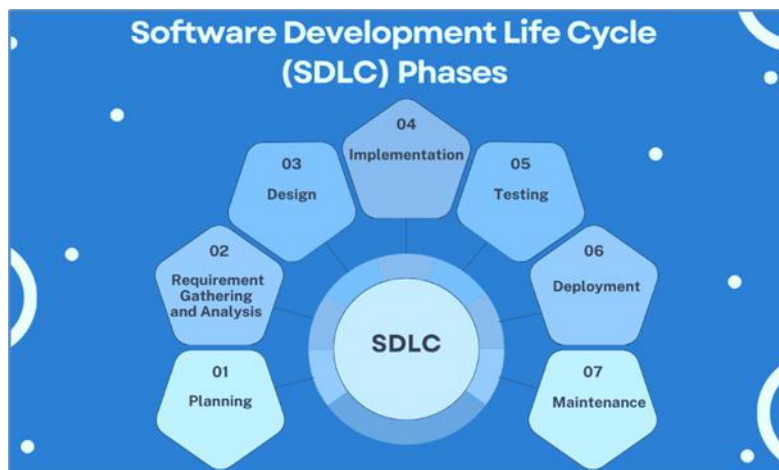 Software Development Life Cycle
(SDLC) Phases
01
Planning
02
Requirement
Gathering
and Analysis
03
Design
04
Implementation
05
Testing
06
Deployment
07
Maintenance
SDLC